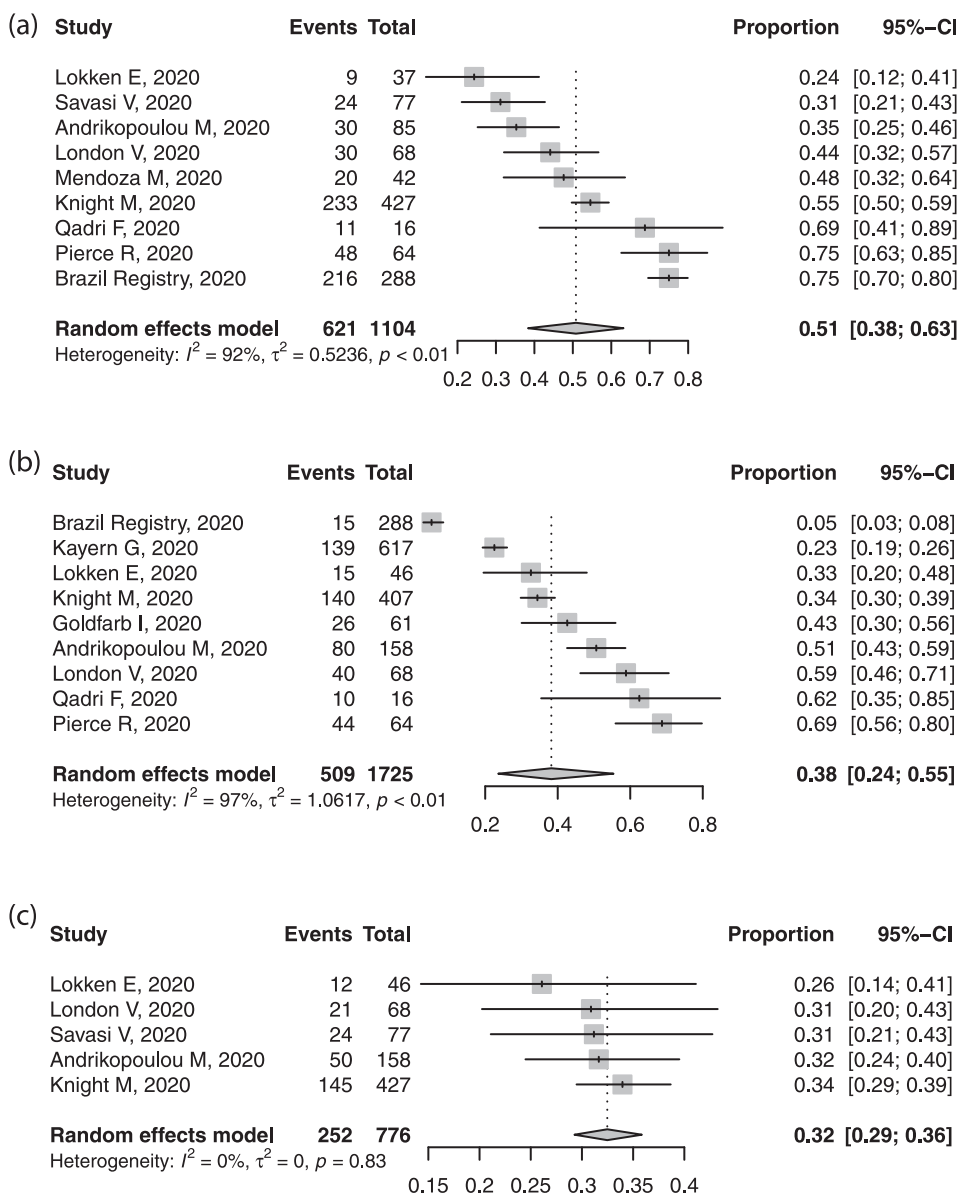 (a) Study Events Total Proportion 95%−CI
Lokken E, 2020 9 37 0.24 [0.12; 0.41]
Savasi V, 2020 24 77 0.31 [0.21; 0.43]
Andrikopoulou M, 2020 30 85 0.35 [0.25; 0.46]
London V, 2020 30 68 0.44 [0.32; 0.57]
Mendoza M, 2020 20 42 0.48 [0.32; 0.64]
Knight M, 2020 233 427 0.55 [0.50; 0.59]
Qadri F, 2020 11 16 0.69 [0.41; 0.89]
Pierce R, 2020 48 64 0.75 [0.63; 0.85]
Brazil Registry, 2020 216 288 0.75 [0.70; 0.80]
Random effects model 621 1104 0.51 [0.38; 0.63]
Heterogeneity: I² = 92%, τ² = 0.5236, p < 0.01
0.2 0.3 0.4 0.5 0.6 0.7 0.8
(b) Study Events Total Proportion 95%−CI
Brazil Registry, 2020 15 288 0.05 [0.03; 0.08]
Kayern G, 2020 139 617 0.23 [0.19; 0.26]
Lokken E, 2020 15 46 0.33 [0.20; 0.48]
Knight M, 2020 140 407 0.34 [0.30; 0.39]
Goldfarb I, 2020 26 61 0.43 [0.30; 0.56]
Andrikopoulou M, 2020 80 158 0.51 [0.43; 0.59]
London V, 2020 40 68 0.59 [0.46; 0.71]
Qadri F, 2020 10 16 0.62 [0.35; 0.85]
Pierce R, 2020 44 64 0.69 [0.56; 0.80]
Random effects model 509 1725 0.38 [0.24; 0.55]
Heterogeneity: I² = 97%, τ² = 1.0617, p < 0.01
0.2 0.4 0.6 0.8
(c) Study Events Total Proportion 95%−CI
Lokken E, 2020 12 46 0.26 [0.14; 0.41]
London V, 2020 21 68 0.31 [0.20; 0.43]
Savasi V, 2020 24 77 0.31 [0.21; 0.43]
Andrikopoulou M, 2020 50 158 0.32 [0.24; 0.40]
Knight M, 2020 145 427 0.34 [0.29; 0.39]
Random effects model 252 776 0.32 [0.29; 0.36]
Heterogeneity: I² = 0%, τ² = 0, p = 0.83
0.15 0.2 0.25 0.3 0.35 0.4